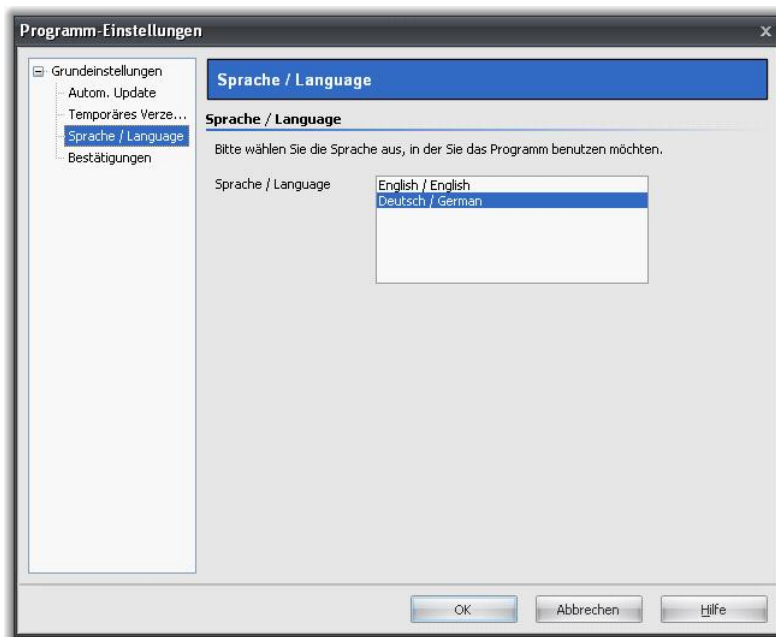 Programm-Einstellungen
x
Grundeinstellungen
Autom. Update
Temporäres Verze...
Sprache / Language
Bestätigungen
Sprache / Language
Sprache / Language
Bitte wählen Sie die Sprache aus, in der Sie das Programm benutzen möchten.
Sprache / Language
English / English
Deutsch / German
OK
Abbrechen
Hilfe